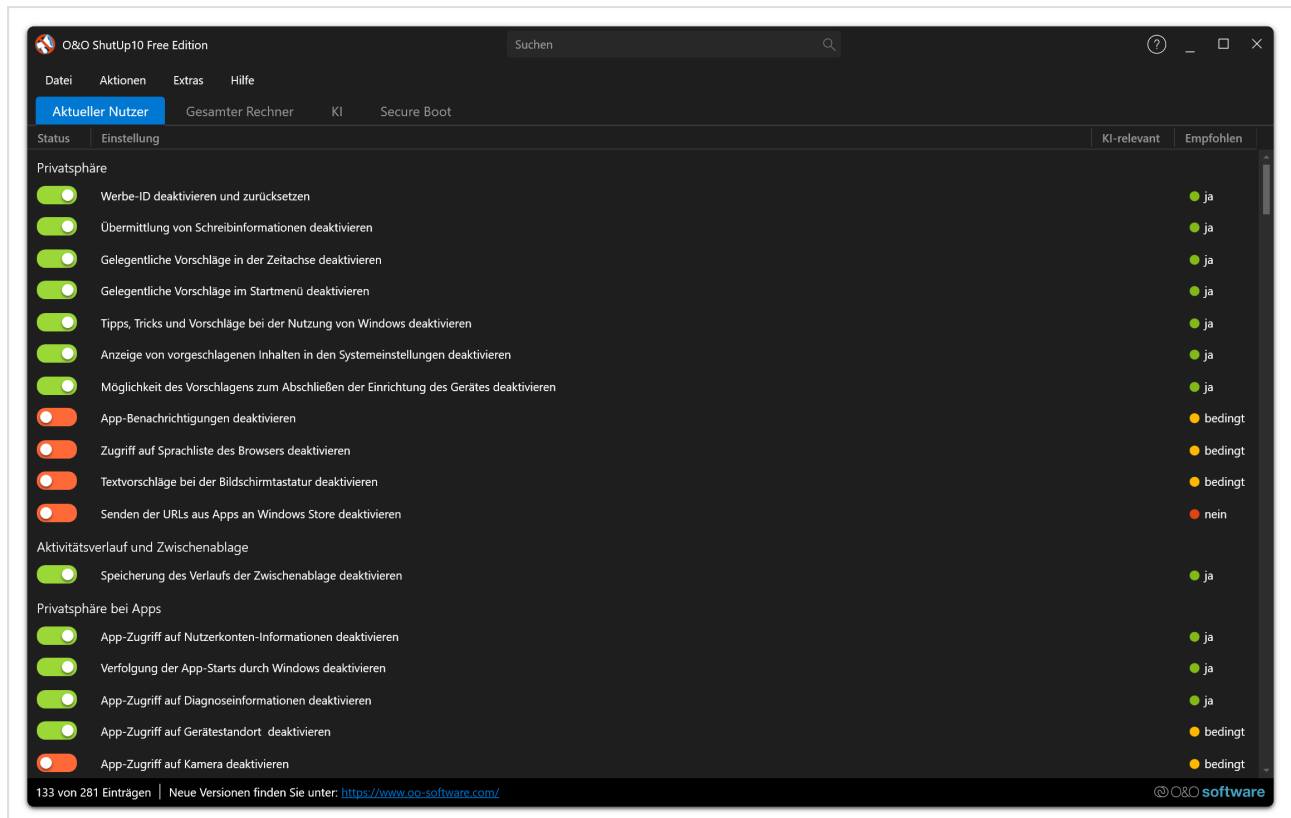 O&O ShutUp10 Free Edition
Suchen
?
Datei Aktionen Extras Hilfe
Aktueller Nutzer Gesamter Rechner KI Secure Boot
Status Einstellung KI-relevant Empfohlen
Privatsphäre
Werbe-ID deaktivieren und zurücksetzen ja
Übermittlung von Schreibinformationen deaktivieren ja
Gelegentliche Vorschläge in der Zeitachse deaktivieren ja
Gelegentliche Vorschläge im Startmenü deaktivieren ja
Tipps, Tricks und Vorschläge bei der Nutzung von Windows deaktivieren ja
Anzeige von vorgeschlagenen Inhalten in den Systemeinstellungen deaktivieren ja
Möglichkeit des Vorschlagens zum Abschließen der Einrichtung des Gerätes deaktivieren ja
App-Benachrichtigungen deaktivieren bedingt
Zugriff auf Sprachliste des Browsers deaktivieren bedingt
Textvorschläge bei der Bildschirmtastatur deaktivieren bedingt
Senden der URLs aus Apps an Windows Store deaktivieren nein
Aktivitätsverlauf und Zwischenablage
Speicherung des Verlaufs der Zwischenablage deaktivieren ja
Privatsphäre bei Apps
App-Zugriff auf Nutzerkonten-Informationen deaktivieren ja
Verfolgung der App-Starts durch Windows deaktivieren ja
App-Zugriff auf Diagnoseinformationen deaktivieren ja
App-Zugriff auf Gerätestandort deaktivieren bedingt
App-Zugriff auf Kamera deaktivieren bedingt
133 von 281 Einträgen Neue Versionen finden Sie unter: https://www.oo-software.com/ O&O software